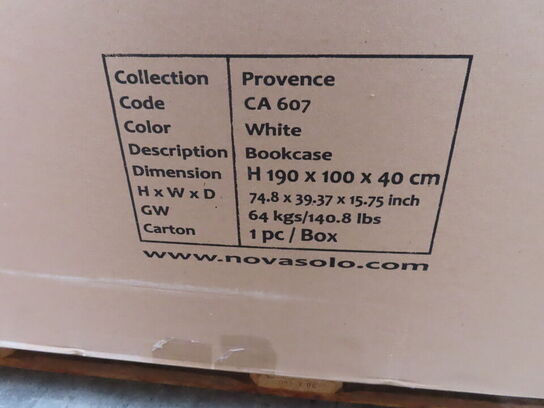 Collection Provence
Code CA 607
Color White
Description Bookcase
Dimension H 190 x 100 x 40 cm
H x W x D 74.8 x 39.37 x 15.75 inch
GW 64 kgs/140.8 lbs
Carton 1 pc / Box
www.novasolo.com